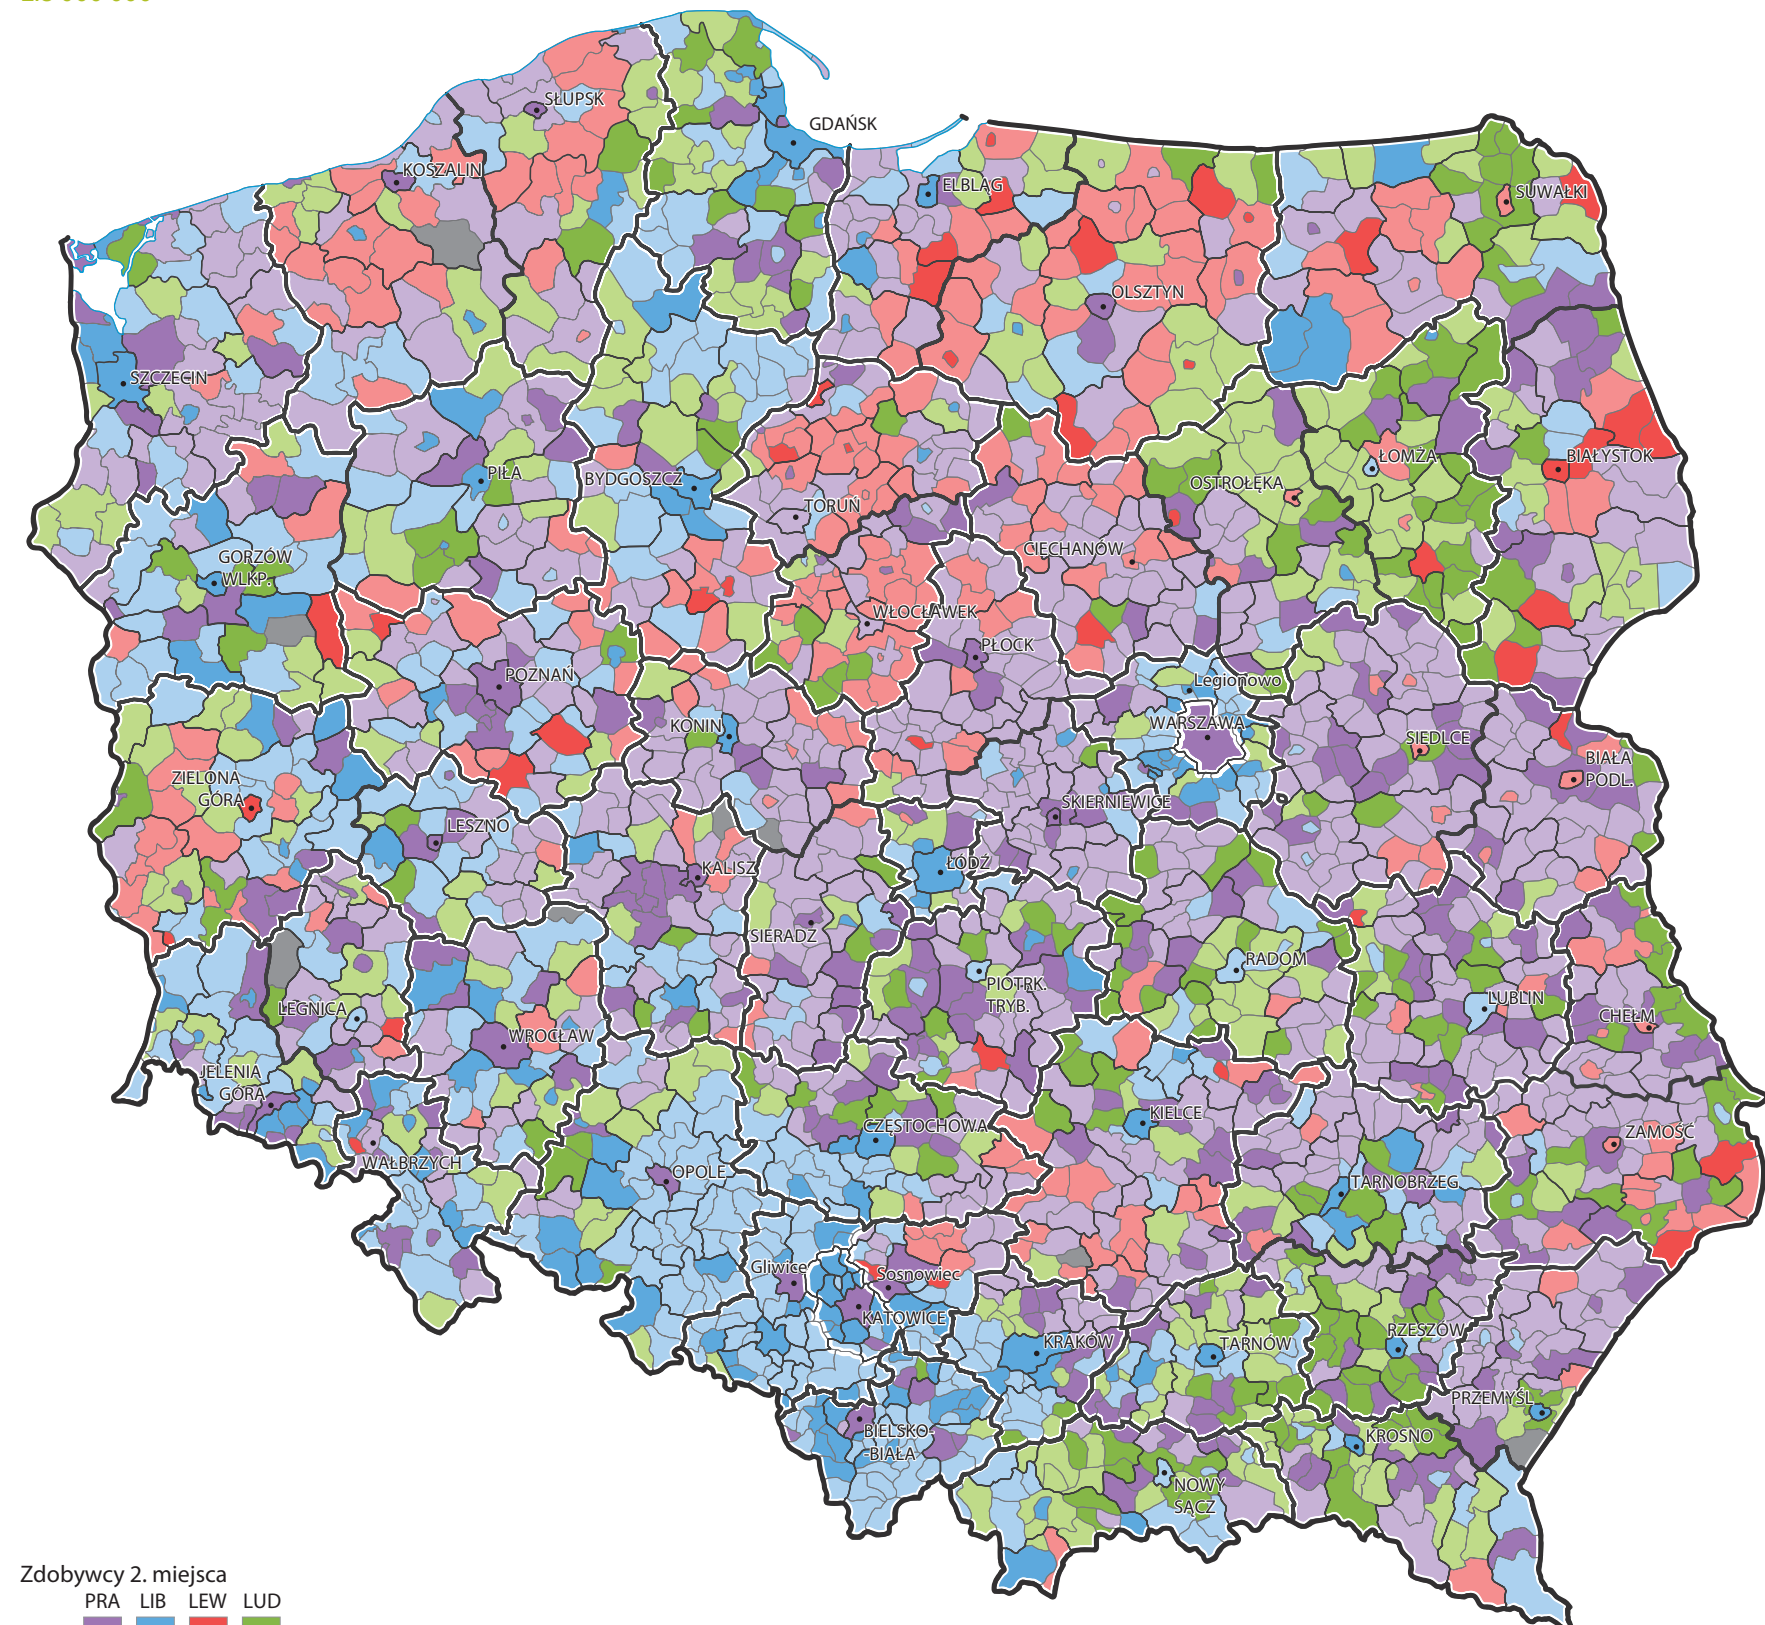 SŁUPSK
GDAŃSK
KOSZALIN
ELBLĄG
SUWAŁKI
OLSZTYN
SZCZECIN
PIŁA
BYDGOSZCZ
ŁOMŻA
BIAŁYSTOK
OSTROŁĘKA
TORUŃ
CIECHANÓW
GORZÓW
WLKP.
WŁOCŁAWEK
PŁOCK
POZNAŃ
Legionowo
KONIN
WARSZAWA
SIEDLCE
BIAŁA
PODL.
ZIELONA
GÓRA
SKIERNIEWICE
LESZNO
KALISZ
ŁÓDŹ
SIERADZ
RADOM
PIOTRK.
TRYB.
LUBLIN
LEGNICA
CHEŁM
WROCŁAW
JELENIA
GÓRA
KIELCE
CZĘSTOCHOWA
ZAMOŚĆ
WAŁBRZYCH
OPOLE
TARNOBRZEG
Gliwice
Sosnowiec
KATOWICE
KRAKÓW
TARNÓW
RZESZÓW
PRZEMYŚL
BIELSKO-
-BIAŁA
KROSNO
NOWY
SĄCZ
Zdobywcy 2. miejsca
PRA LIB LEW LUD